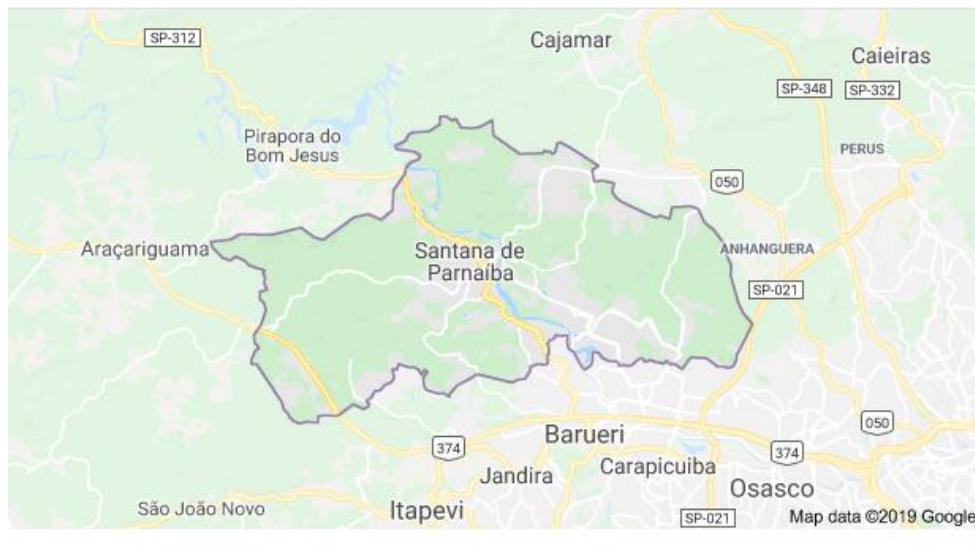 SP-312
Cajamar
Caieiras
SP-348
SP-332
Pirapora do
Bom Jesus
PERUS
050
Araçariguama
Santana de
Parnaíba
ANHANGUERA
SP-021
050
Barueri
374
374
Jandira
Carapicuiba
Osasco
São João Novo
Itapevi
SP-021
Map data ©2019 Google